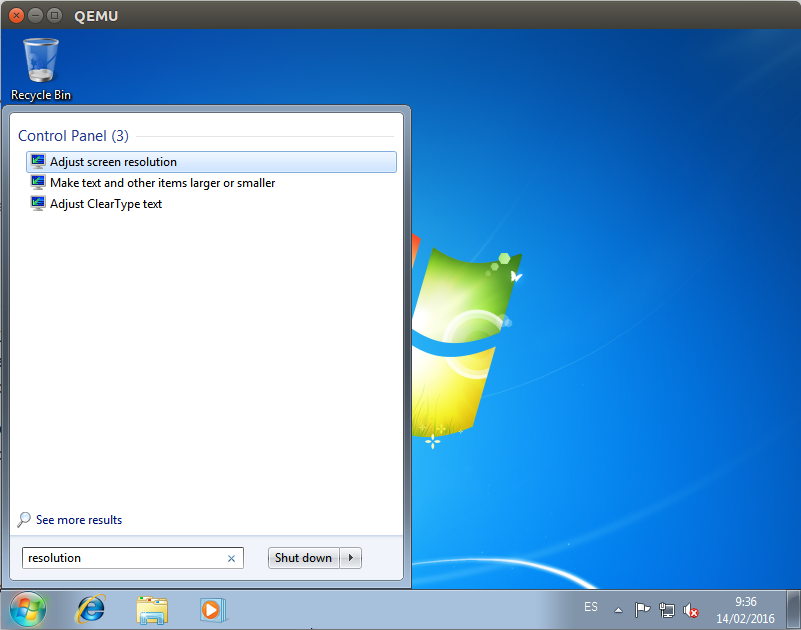 QEMU
Recycle Bin
Control Panel (3)
Adjust screen resolution
Make text and other items larger or smaller
Adjust ClearType text
See more results
resolution
Shut down
ES
9:36
14/02/2016